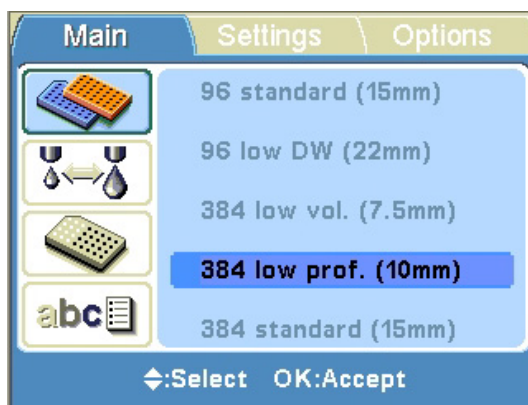 Main Settings Options
96 standard (15mm)
96 low DW (22mm)
384 low vol. (7.5mm)
384 low prof. (10mm)
384 standard (15mm)
abc
:Select OK:Accept